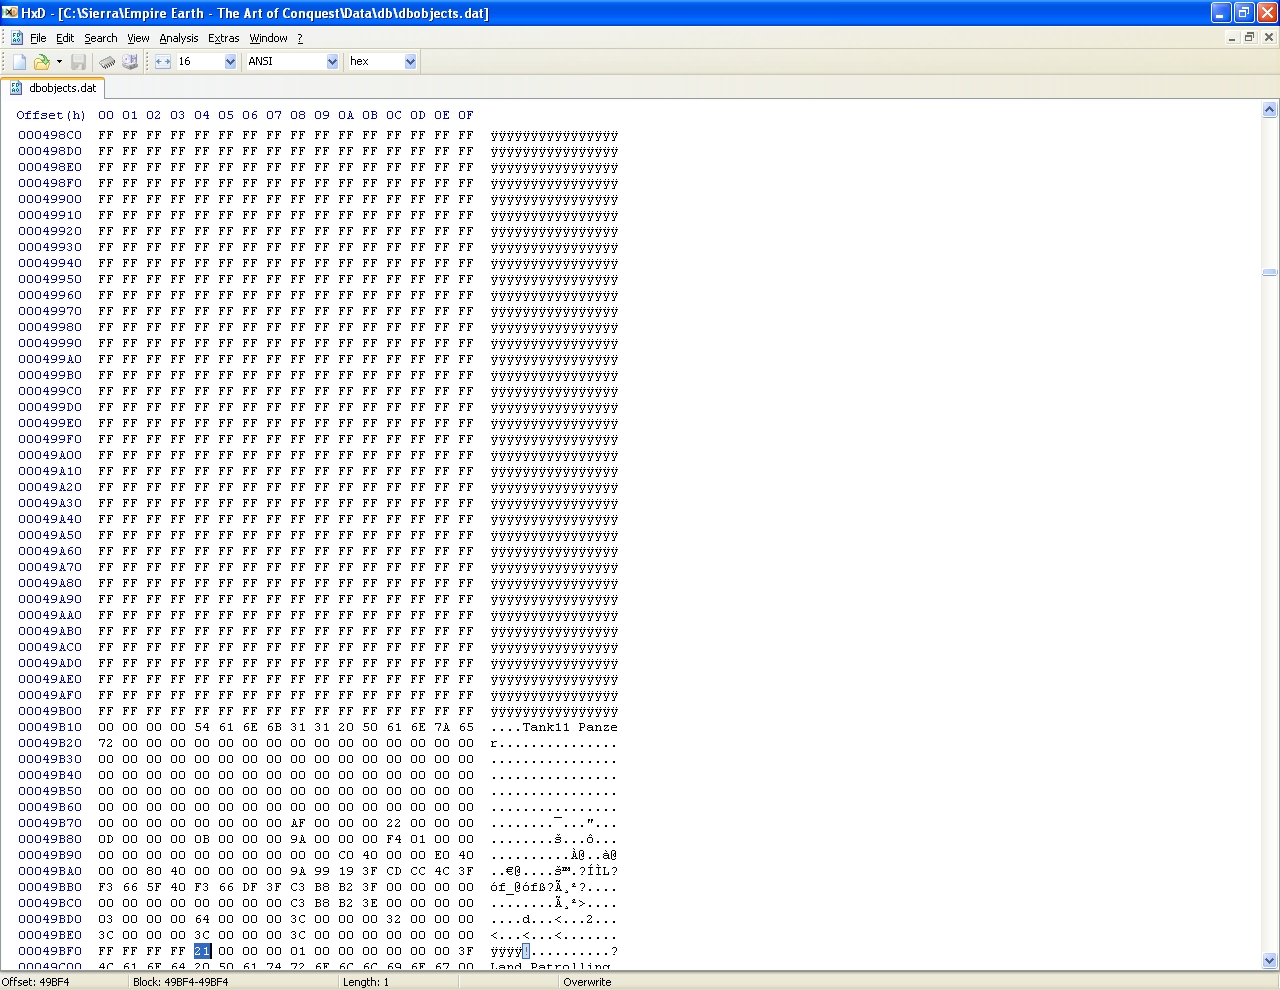 HxD - [C:\Sierra\Empire Earth - The Art of Conquest\Data\db\dbobjects.dat]
File Edit Search View Analysis Extras Window ?
16 ANSI hex
dbobjects.dat
Offset(h) 00 01 02 03 04 05 06 07 08 09 0A 0B 0C 0D 0E 0F
000498C0 FF FF FF FF FF FF FF FF FF FF FF FF FF FF FF FF ÿÿÿÿÿÿÿÿÿÿÿÿÿÿÿÿ
000498D0 FF FF FF FF FF FF FF FF FF FF FF FF FF FF FF FF ÿÿÿÿÿÿÿÿÿÿÿÿÿÿÿÿ
000498E0 FF FF FF FF FF FF FF FF FF FF FF FF FF FF FF FF ÿÿÿÿÿÿÿÿÿÿÿÿÿÿÿÿ
000498F0 FF FF FF FF FF FF FF FF FF FF FF FF FF FF FF FF ÿÿÿÿÿÿÿÿÿÿÿÿÿÿÿÿ
00049900 FF FF FF FF FF FF FF FF FF FF FF FF FF FF FF FF ÿÿÿÿÿÿÿÿÿÿÿÿÿÿÿÿ
00049910 FF FF FF FF FF FF FF FF FF FF FF FF FF FF FF FF ÿÿÿÿÿÿÿÿÿÿÿÿÿÿÿÿ
00049920 FF FF FF FF FF FF FF FF FF FF FF FF FF FF FF FF ÿÿÿÿÿÿÿÿÿÿÿÿÿÿÿÿ
00049930 FF FF FF FF FF FF FF FF FF FF FF FF FF FF FF FF ÿÿÿÿÿÿÿÿÿÿÿÿÿÿÿÿ
00049940 FF FF FF FF FF FF FF FF FF FF FF FF FF FF FF FF ÿÿÿÿÿÿÿÿÿÿÿÿÿÿÿÿ
00049950 FF FF FF FF FF FF FF FF FF FF FF FF FF FF FF FF ÿÿÿÿÿÿÿÿÿÿÿÿÿÿÿÿ
00049960 FF FF FF FF FF FF FF FF FF FF FF FF FF FF FF FF ÿÿÿÿÿÿÿÿÿÿÿÿÿÿÿÿ
00049970 FF FF FF FF FF FF FF FF FF FF FF FF FF FF FF FF ÿÿÿÿÿÿÿÿÿÿÿÿÿÿÿÿ
00049980 FF FF FF FF FF FF FF FF FF FF FF FF FF FF FF FF ÿÿÿÿÿÿÿÿÿÿÿÿÿÿÿÿ
00049990 FF FF FF FF FF FF FF FF FF FF FF FF FF FF FF FF ÿÿÿÿÿÿÿÿÿÿÿÿÿÿÿÿ
000499A0 FF FF FF FF FF FF FF FF FF FF FF FF FF FF FF FF ÿÿÿÿÿÿÿÿÿÿÿÿÿÿÿÿ
000499B0 FF FF FF FF FF FF FF FF FF FF FF FF FF FF FF FF ÿÿÿÿÿÿÿÿÿÿÿÿÿÿÿÿ
000499C0 FF FF FF FF FF FF FF FF FF FF FF FF FF FF FF FF ÿÿÿÿÿÿÿÿÿÿÿÿÿÿÿÿ
000499D0 FF FF FF FF FF FF FF FF FF FF FF FF FF FF FF FF ÿÿÿÿÿÿÿÿÿÿÿÿÿÿÿÿ
000499E0 FF FF FF FF FF FF FF FF FF FF FF FF FF FF FF FF ÿÿÿÿÿÿÿÿÿÿÿÿÿÿÿÿ
000499F0 FF FF FF FF FF FF FF FF FF FF FF FF FF FF FF FF ÿÿÿÿÿÿÿÿÿÿÿÿÿÿÿÿ
00049A00 FF FF FF FF FF FF FF FF FF FF FF FF FF FF FF FF ÿÿÿÿÿÿÿÿÿÿÿÿÿÿÿÿ
00049A10 FF FF FF FF FF FF FF FF FF FF FF FF FF FF FF FF ÿÿÿÿÿÿÿÿÿÿÿÿÿÿÿÿ
00049A20 FF FF FF FF FF FF FF FF FF FF FF FF FF FF FF FF ÿÿÿÿÿÿÿÿÿÿÿÿÿÿÿÿ
00049A30 FF FF FF FF FF FF FF FF FF FF FF FF FF FF FF FF ÿÿÿÿÿÿÿÿÿÿÿÿÿÿÿÿ
00049A40 FF FF FF FF FF FF FF FF FF FF FF FF FF FF FF FF ÿÿÿÿÿÿÿÿÿÿÿÿÿÿÿÿ
00049A50 FF FF FF FF FF FF FF FF FF FF FF FF FF FF FF FF ÿÿÿÿÿÿÿÿÿÿÿÿÿÿÿÿ
00049A60 FF FF FF FF FF FF FF FF FF FF FF FF FF FF FF FF ÿÿÿÿÿÿÿÿÿÿÿÿÿÿÿÿ
00049A70 FF FF FF FF FF FF FF FF FF FF FF FF FF FF FF FF ÿÿÿÿÿÿÿÿÿÿÿÿÿÿÿÿ
00049A80 FF FF FF FF FF FF FF FF FF FF FF FF FF FF FF FF ÿÿÿÿÿÿÿÿÿÿÿÿÿÿÿÿ
00049A90 FF FF FF FF FF FF FF FF FF FF FF FF FF FF FF FF ÿÿÿÿÿÿÿÿÿÿÿÿÿÿÿÿ
00049AA0 FF FF FF FF FF FF FF FF FF FF FF FF FF FF FF FF ÿÿÿÿÿÿÿÿÿÿÿÿÿÿÿÿ
00049AB0 FF FF FF FF FF FF FF FF FF FF FF FF FF FF FF FF ÿÿÿÿÿÿÿÿÿÿÿÿÿÿÿÿ
00049AC0 FF FF FF FF FF FF FF FF FF FF FF FF FF FF FF FF ÿÿÿÿÿÿÿÿÿÿÿÿÿÿÿÿ
00049AD0 FF FF FF FF FF FF FF FF FF FF FF FF FF FF FF FF ÿÿÿÿÿÿÿÿÿÿÿÿÿÿÿÿ
00049AE0 FF FF FF FF FF FF FF FF FF FF FF FF FF FF FF FF ÿÿÿÿÿÿÿÿÿÿÿÿÿÿÿÿ
00049AF0 FF FF FF FF FF FF FF FF FF FF FF FF FF FF FF FF ÿÿÿÿÿÿÿÿÿÿÿÿÿÿÿÿ
00049B00 FF FF FF FF FF FF FF FF FF FF FF FF FF FF FF FF ÿÿÿÿÿÿÿÿÿÿÿÿÿÿÿÿ
00049B10 00 00 00 00 54 61 6E 6B 31 31 20 50 61 6E 7A 65 ....Tank11 Panze
00049B20 72 00 00 00 00 00 00 00 00 00 00 00 00 00 00 00 r...............
00049B30 00 00 00 00 00 00 00 00 00 00 00 00 00 00 00 00 ................
00049B40 00 00 00 00 00 00 00 00 00 00 00 00 00 00 00 00 ................
00049B50 00 00 00 00 00 00 00 00 00 00 00 00 00 00 00 00 ................
00049B60 00 00 00 00 00 00 00 00 00 00 00 00 00 00 00 00 ................
00049B70 00 00 00 00 00 00 00 00 AF 00 00 00 22 00 00 00 ........¯..."...
00049B80 0D 00 00 00 0B 00 00 00 9A 00 00 00 F4 01 00 00 ........š...ô...
00049B90 00 00 00 00 00 00 00 00 00 00 C0 40 00 00 E0 40 ..........À@..à@
00049BA0 00 00 80 40 00 00 00 00 9A 99 19 3F CD CC 4C 3F ..€@....š™.?ÍÌL?
00049BB0 F3 66 5F 40 F3 66 DF 3F C3 B8 B2 3F 00 00 00 00 óf_@ófß?Ã¸²?....
00049BC0 00 00 00 00 00 00 00 00 C3 B8 B2 3E 00 00 00 00 ........Ã¸²>....
00049BD0 03 00 00 00 64 00 00 00 3C 00 00 00 32 00 00 00 ....d...<...2...
00049BE0 3C 00 00 00 3C 00 00 00 3C 00 00 00 00 00 00 00 <...<...<.......
00049BF0 FF FF FF FF 21 00 00 00 01 00 00 00 00 00 00 3F ÿÿÿÿ!..........?
00049C00 4C 61 6E 64 20 50 61 74 72 6F 6C 6C 69 6E 67 00 Land Patrolling.
Offset: 49BF4 Block: 49BF4-49BF4 Length: 1 Overwrite